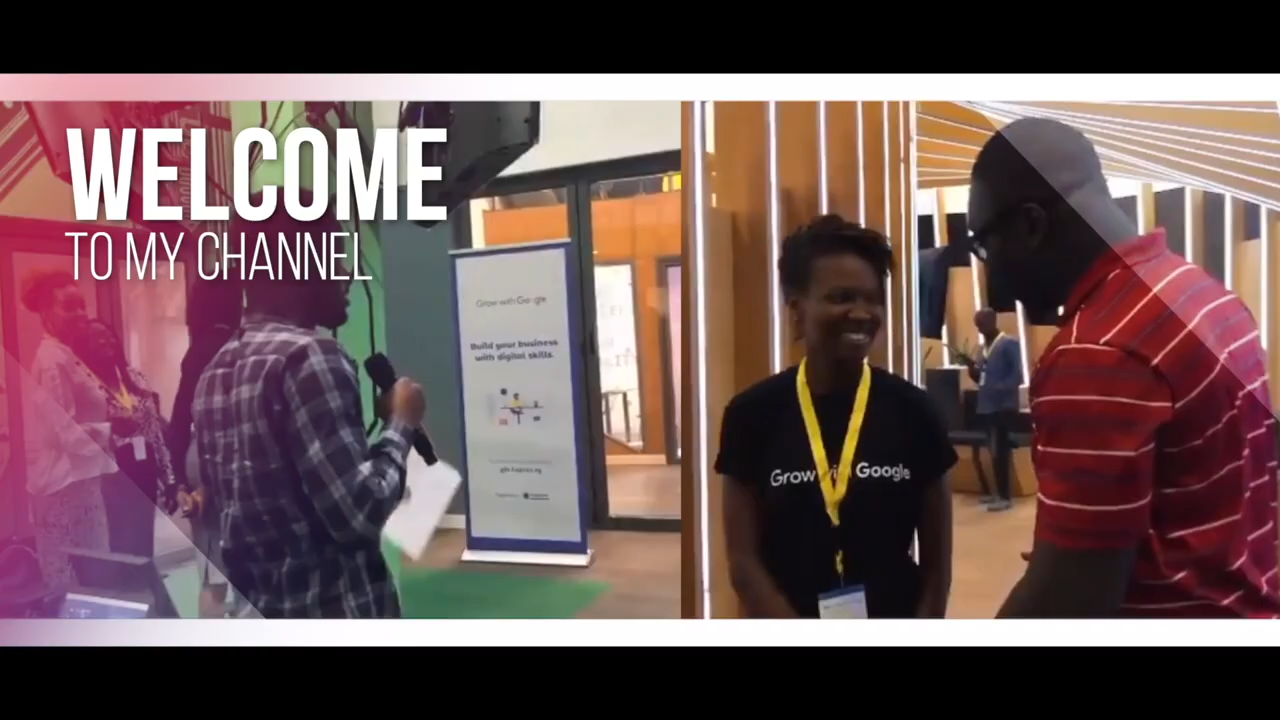 WELCOME
TO MY CHANNEL
Grow with Google
Build your business
with digital skills.
Grow with Google